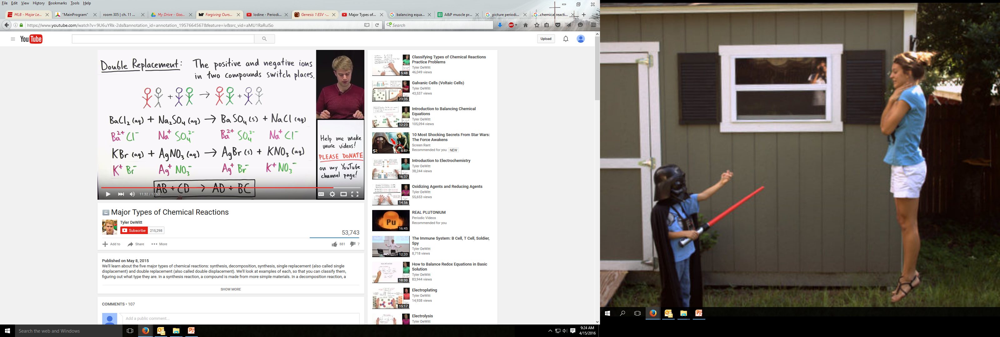 File Edit View History Bookmarks Tools Help
MLB - Major Le...
"MainProgram"
room 305 | ch. 11 ...
My Drive - Goo...
bF Forgiving Ours...
Iodine - Periodi...
Genesis 1 ESV -...
Major Types of...
balancing equa...
A&P muscle pr...
picture periodi...
chemical reacti...
https://www.youtube.com/watch?v=9U6uYRk-2ds&annotation_id=annotation_1957664567&feature=iv&src_vid=aMU1RaRulSo
Search
ABP
YouTube
Upload
Double Replacement: The positive and negative ions
in two compounds switch places.
BaCl₂ (aq) + Na₂SO₄ (aq) → BaSO₄ (s) + NaCl (aq)
Ba²⁺ Cl⁻ Na⁺ SO₄²⁻ Ba²⁺ SO₄²⁻ Na⁺ Cl⁻
KBr (aq) + AgNO₃ (aq) → AgBr (s) + KNO₃ (aq)
K⁺ Br⁻ Ag⁺ NO₃⁻ Ag⁺ Br⁻ K⁺ NO₃⁻
AB + CD → AD + BC
Help me make
more videos!
PLEASE DONATE
on my YouTube
channel page!
11:32 / 12:53
CC
Major Types of Chemical Reactions
Tyler DeWitt
Subscribe 215,298
53,743
Add to Share More
881 7
Published on May 8, 2015
We'll learn about the five major types of chemical reactions: synthesis, decomposition, synthesis, single replacement (also called single
displacement) and double replacement (also called double displacement). We'll look at examples of each, so that you can classify them,
figuring out what type they are. In a synthesis reaction, a compound is made from more simple materials. In a decomposition reaction, a
SHOW MORE
COMMENTS • 107
Add a public comment...
Classifying Types of Chemical Reactions
Practice Problems
Tyler DeWitt
46,049 views
5:48
Galvanic Cells (Voltaic Cells)
Tyler DeWitt
43,537 views
23:35
Introduction to Balancing Chemical
Equations
Tyler DeWitt
105,094 views
12:23
10 Most Shocking Secrets From Star Wars:
The Force Awakens
Screen Rant
Recommended for you NEW
SR
5:57
Introduction to Electrochemistry
Tyler DeWitt
38,244 views
16:37
Oxidizing Agents and Reducing Agents
Tyler DeWitt
55,653 views
14:56
REAL PLUTONIUM
Periodic Videos
Recommended for you
Pu
16:45
The Immune System: B Cell, T Cell, Soldier,
Spy
Tyler DeWitt
8,718 views
12:33
How to Balance Redox Equations in Basic
Solution
Tyler DeWitt
83,944 views
18:00
Electroplating
Tyler DeWitt
14,938 views
15:17
Electrolysis
Tyler DeWitt
Search the web and Windows
9:24 AM
4/15/2016